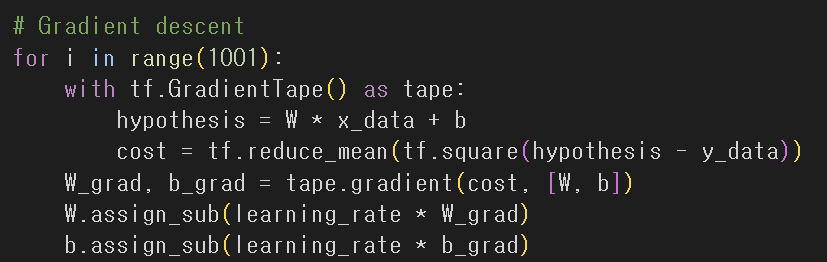 # Gradient descent
for i in range(1001):
    with tf.GradientTape() as tape:
        hypothesis = W * x_data + b
        cost = tf.reduce_mean(tf.square(hypothesis - y_data))
    W_grad, b_grad = tape.gradient(cost, [W, b])
    W.assign_sub(learning_rate * W_grad)
    b.assign_sub(learning_rate * b_grad)